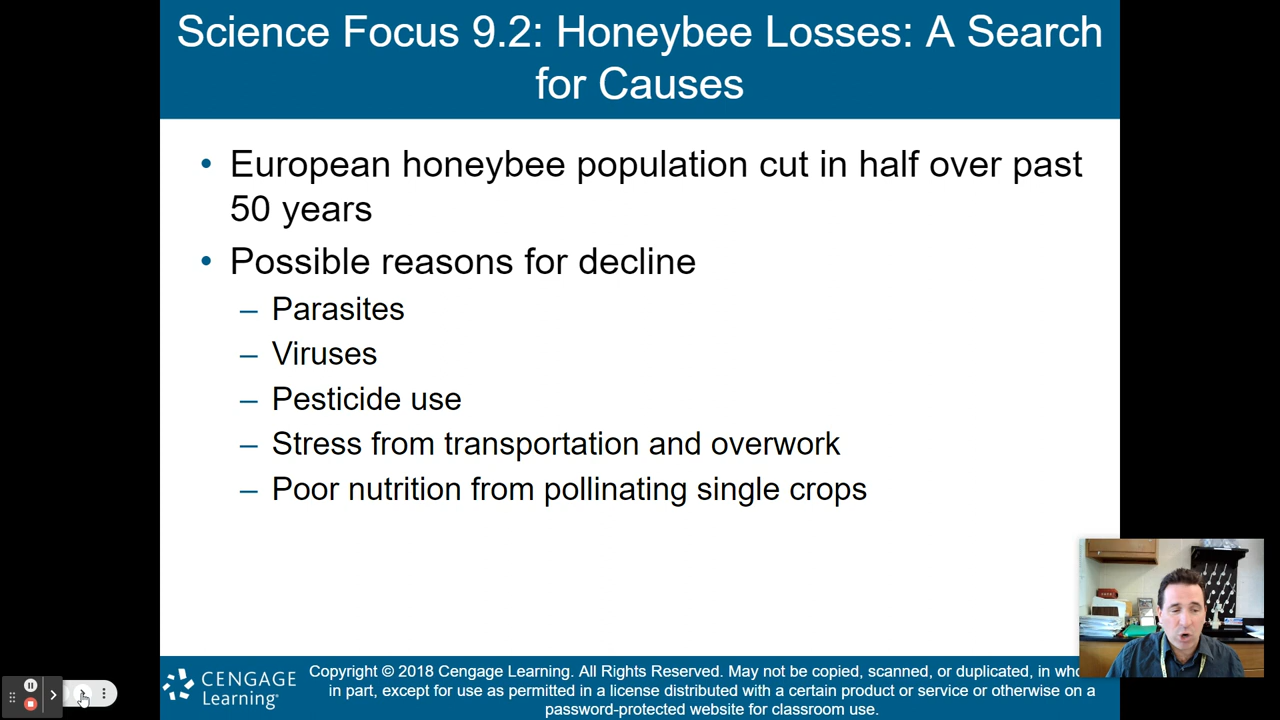 Science Focus 9.2: Honeybee Losses: A Search
for Causes
• European honeybee population cut in half over past
50 years
• Possible reasons for decline
– Parasites
– Viruses
– Pesticide use
– Stress from transportation and overwork
– Poor nutrition from pollinating single crops
CENGAGE
Learning®
Copyright © 2018 Cengage Learning. All Rights Reserved. May not be copied, scanned, or duplicated, in
in part, except for use as permitted in a license distributed with a certain product or service or otherwise on a
password-protected website for classroom use.